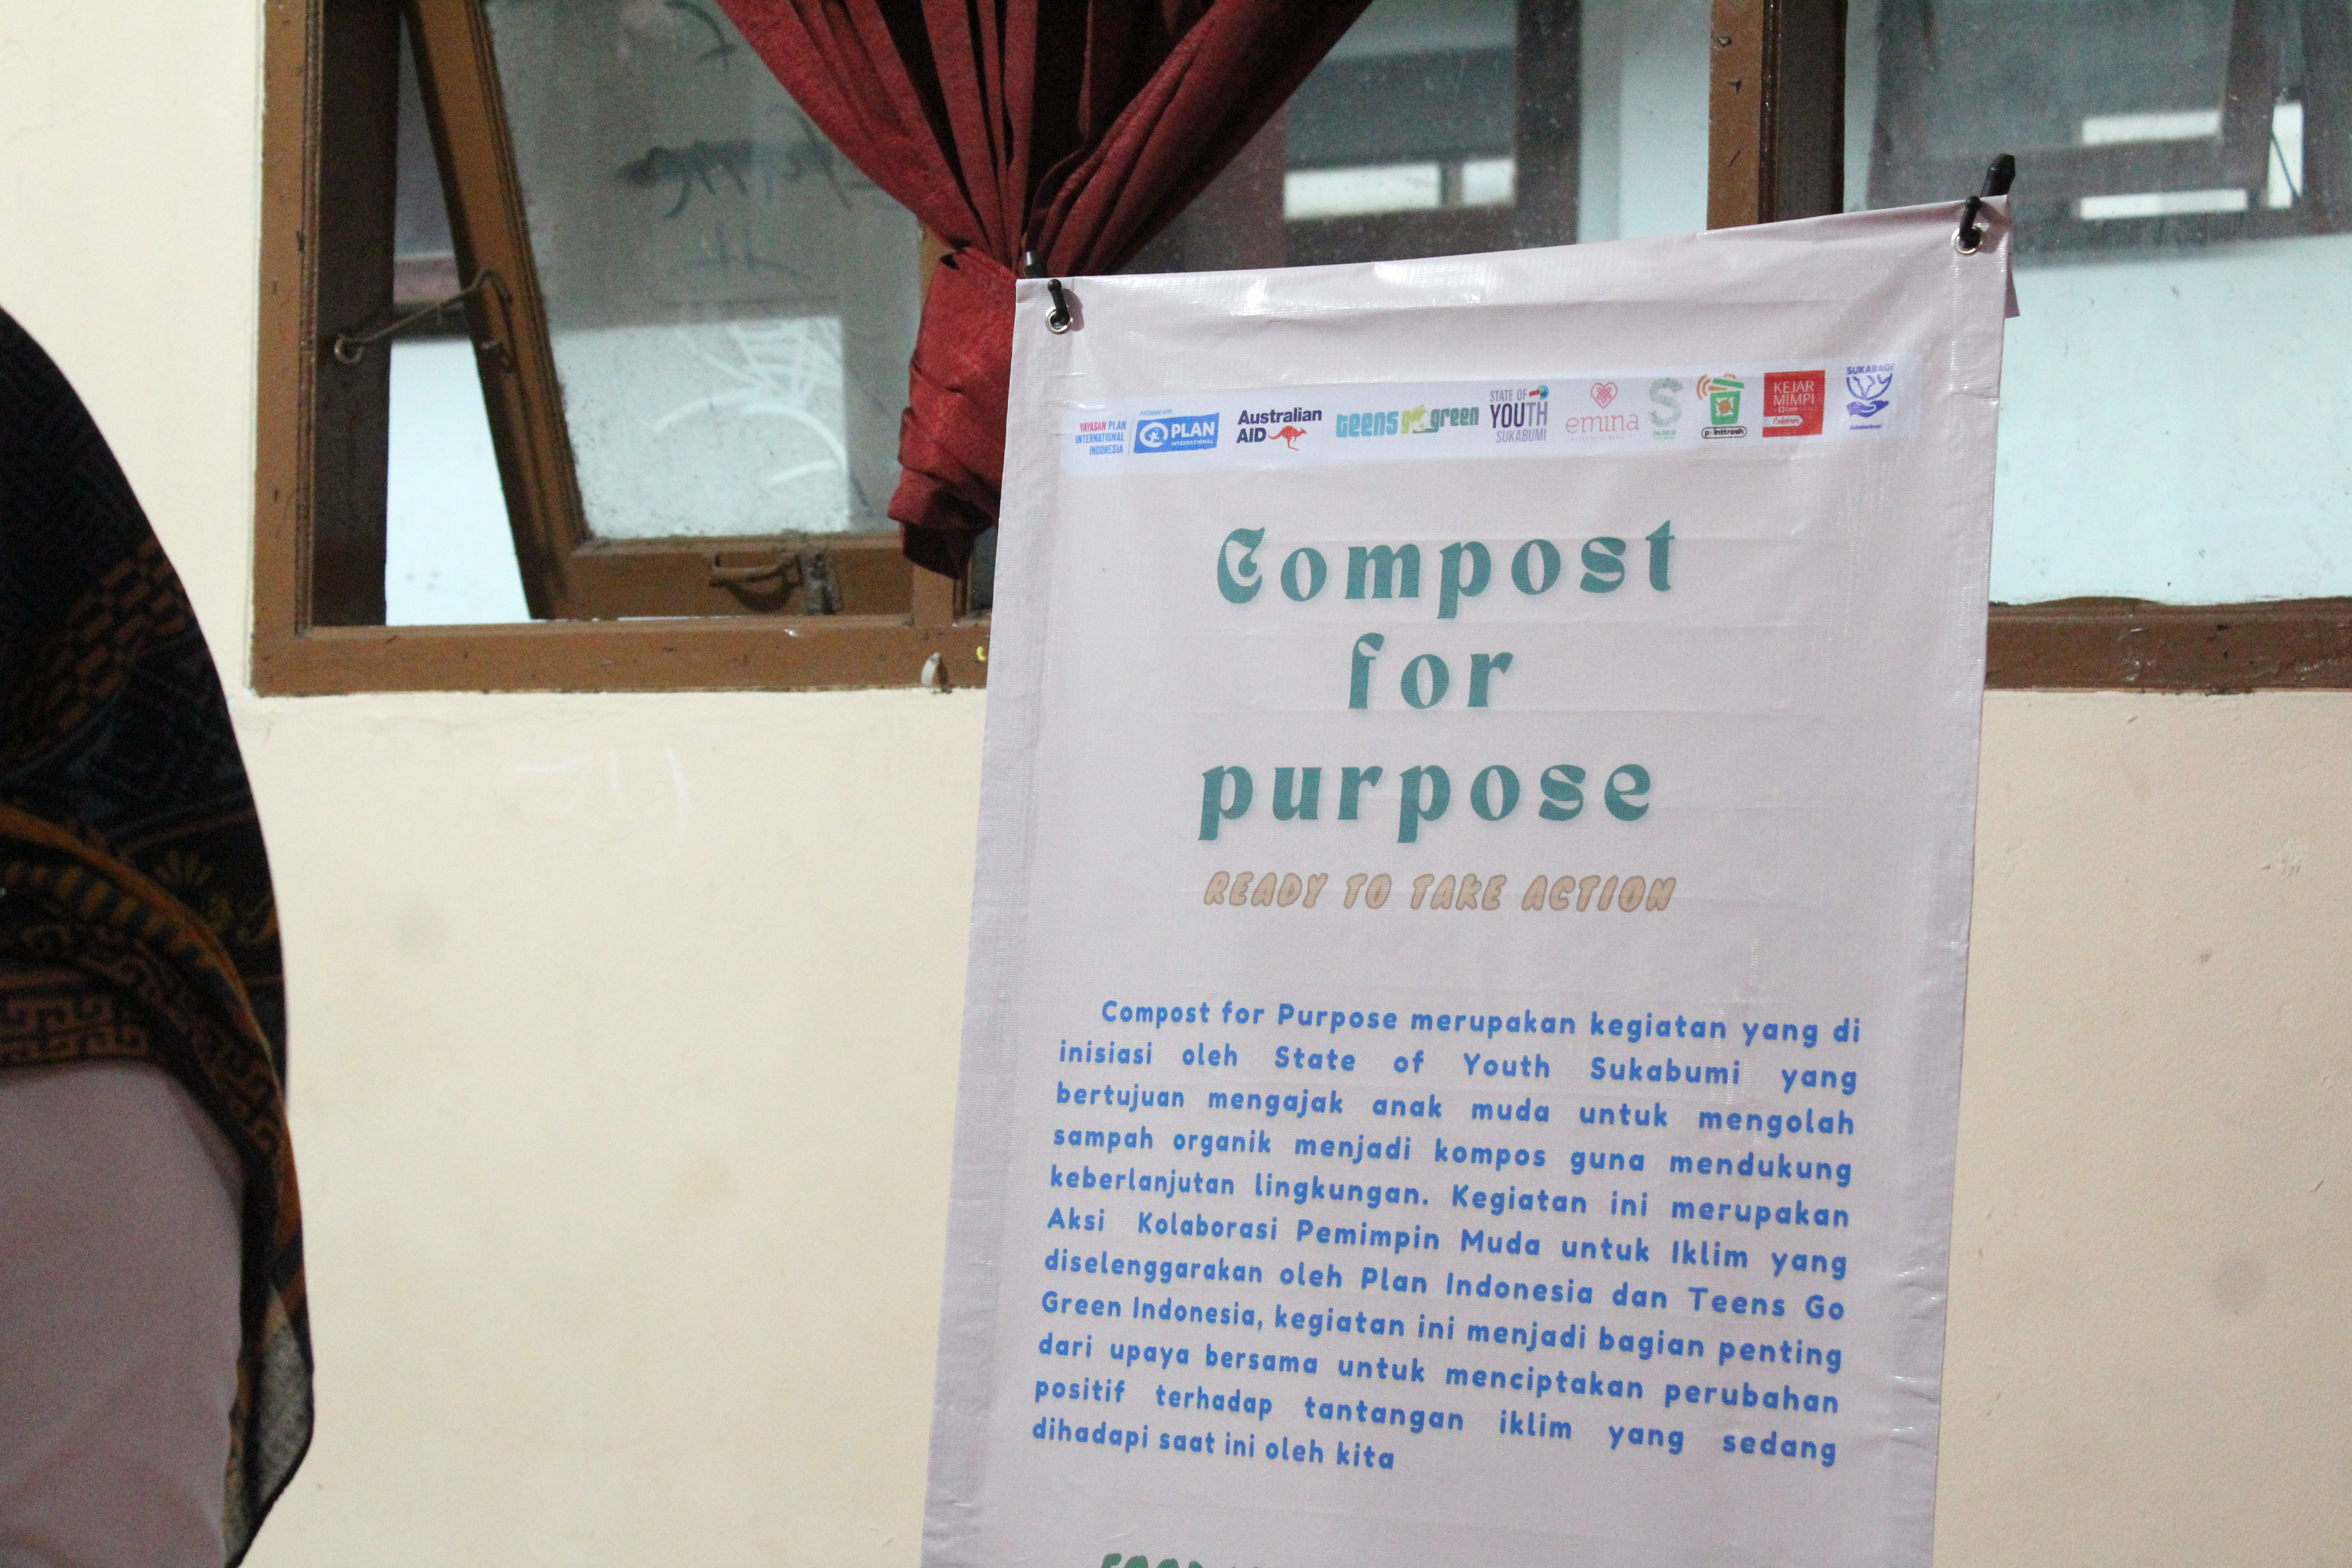 YAYASAN PLAN
INTERNATIONAL
INDONESIA
PLAN
INTERNATIONAL
Australian
AID
teens go green
STATE OF
YOUTH
SUKABUMI
emina
KEJAR
MIMPI
SUKABAGI
Compost
for
purpose
READY TO TAKE ACTION
Compost for Purpose merupakan kegiatan yang di
inisiasi oleh State of Youth Sukabumi yang
bertujuan mengajak anak muda untuk mengolah
sampah organik menjadi kompos guna mendukung
keberlanjutan lingkungan. Kegiatan ini merupakan
Aksi Kolaborasi Pemimpin Muda untuk Iklim yang
diselenggarakan oleh Plan Indonesia dan Teens Go
Green Indonesia, kegiatan ini menjadi bagian penting
dari upaya bersama untuk menciptakan perubahan
positif terhadap tantangan iklim yang sedang
dihadapi saat ini oleh kita